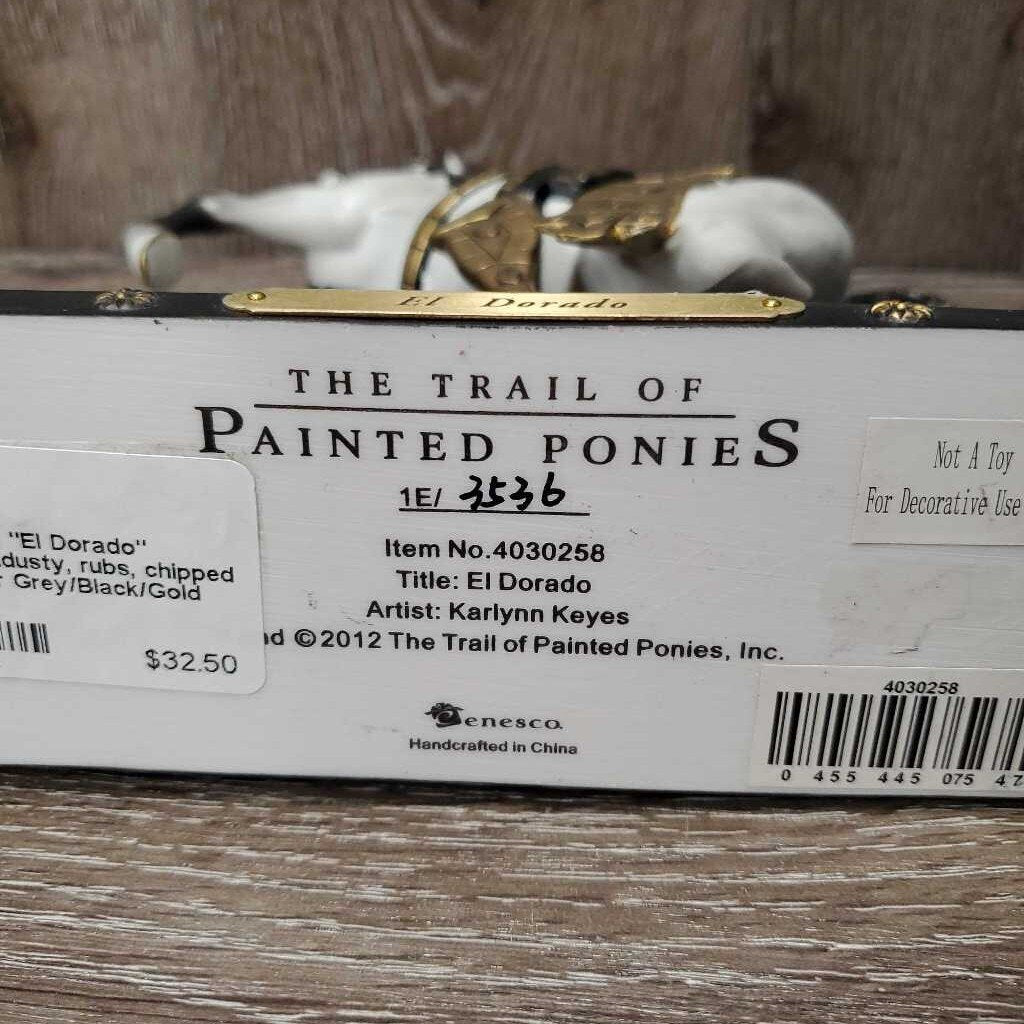 El Dorado
THE TRAIL OF
PAINTED PONIES
1E/ 3536
Item No.4030258
Title: El Dorado
Artist: Karlynn Keyes
©2012 The Trail of Painted Ponies, Inc.
enesco.
Handcrafted in China
"El Dorado"
dusty, rubs, chipped
Grey/Black/Gold
$32.50
Not A Toy
For Decorative Use
4030258
0 455 445 075 4